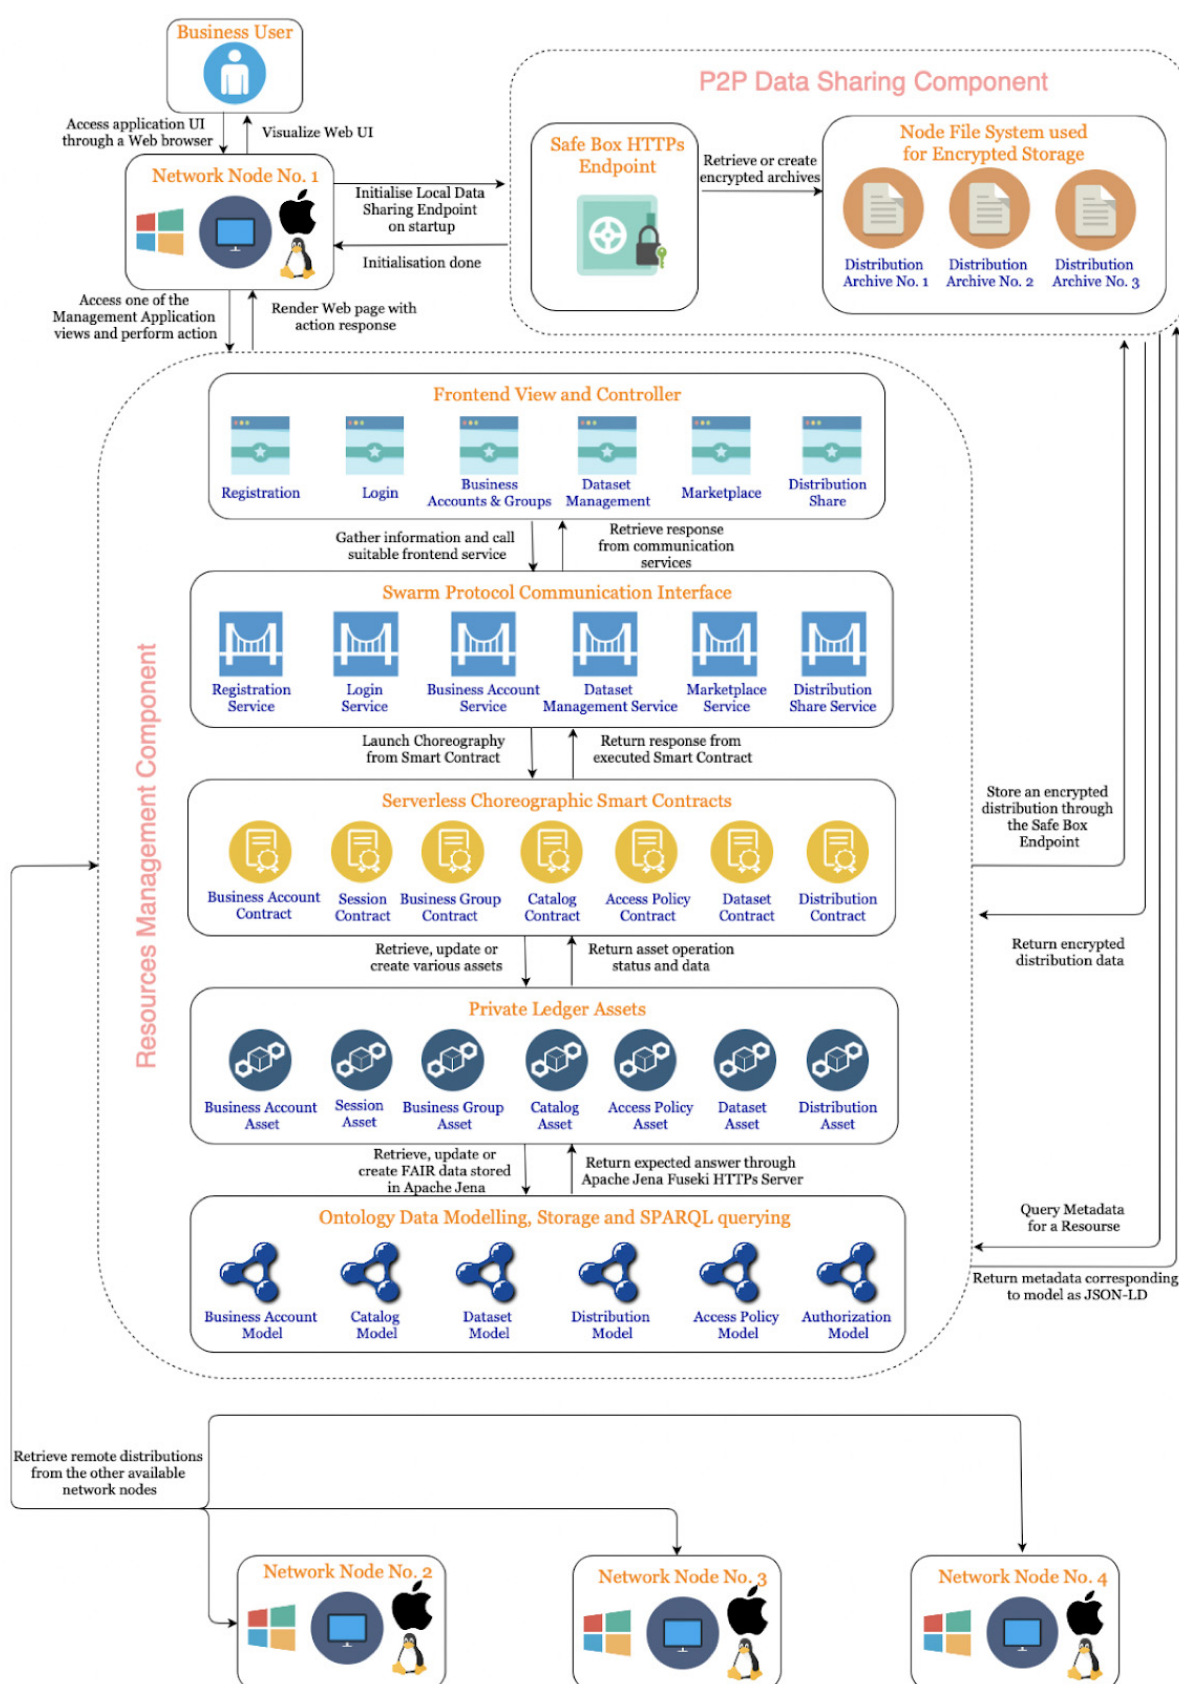 Business User
Access application UI
through a Web browser
Visualize Web UI
P2P Data Sharing Component
Network Node No. 1
Initialise Local Data
Sharing Endpoint
on startup
Initialisation done
Safe Box HTTPs
Endpoint
Retrieve or create
encrypted archives
Node File System used
for Encrypted Storage
Distribution
Archive No. 1
Distribution
Archive No. 2
Distribution
Archive No. 3
Access one of the
Management Application
views and perform action
Render Web page with
action response
Resources Management Component
Frontend View and Controller
Registration
Login
Business
Accounts & Groups
Dataset
Management
Marketplace
Distribution
Share
Gather information and call
suitable frontend service
Retrieve response
from communication
services
Swarm Protocol Communication Interface
Registration
Service
Login
Service
Business Account
Service
Dataset
Management Service
Marketplace
Service
Distribution
Share Service
Launch Choreography
from Smart Contract
Return response from
executed Smart Contract
Serverless Choreographic Smart Contracts
Business Account
Contract
Session
Contract
Business Group
Contract
Catalog
Contract
Access Policy
Contract
Dataset
Contract
Distribution
Contract
Store an encrypted
distribution through
the Safe Box
Endpoint
Return encrypted
distribution data
Retrieve, update or
create various assets
Return asset operation
status and data
Private Ledger Assets
Business Account
Asset
Session
Asset
Business Group
Asset
Catalog
Asset
Access Policy
Asset
Dataset
Asset
Distribution
Asset
Retrieve, update or
create FAIR data stored
in Apache Jena
Return expected answer through
Apache Jena Fuseki HTTPs Server
Ontology Data Modelling, Storage and SPARQL querying
Business Account
Model
Catalog
Model
Dataset
Model
Distribution
Model
Access Policy
Model
Authorization
Model
Query Metadata
for a Resourse
Return metadata corresponding
to model as JSON-LD
Retrieve remote distributions
from the other available
network nodes
Network Node No. 2
Network Node No. 3
Network Node No. 4